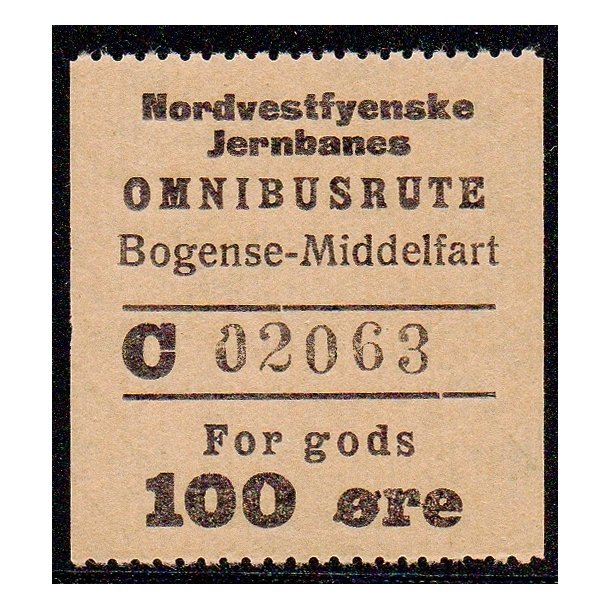 Nordvestfyenske
Jernbanes
OMNIBUSRUTE
Bogense-Middelfart
C 02063
For gods
100 øre